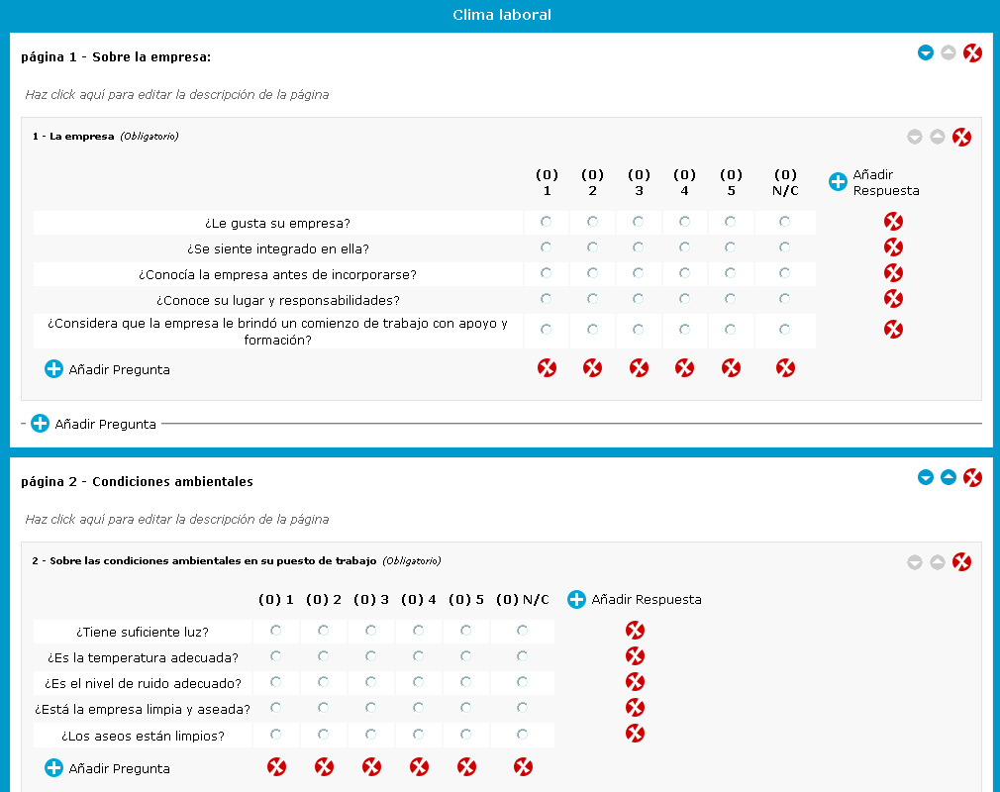 Clima laboral
página 1 - Sobre la empresa:
Haz click aquí para editar la descripción de la página
1 - La empresa (Obligatorio)
(0) (0) (0) (0) (0) (0)
1 2 3 4 5 N/C
Añadir
Respuesta
¿Le gusta su empresa?
¿Se siente integrado en ella?
¿Conocía la empresa antes de incorporarse?
¿Conoce su lugar y responsabilidades?
¿Considera que la empresa le brindó un comienzo de trabajo con apoyo y
formación?
Añadir Pregunta
Añadir Pregunta
página 2 - Condiciones ambientales
Haz click aquí para editar la descripción de la página
2 - Sobre las condiciones ambientales en su puesto de trabajo (Obligatorio)
(0) 1 (0) 2 (0) 3 (0) 4 (0) 5 (0) N/C Añadir Respuesta
¿Tiene suficiente luz?
¿Es la temperatura adecuada?
¿Es el nivel de ruido adecuado?
¿Está la empresa limpia y aseada?
¿Los aseos están limpios?
Añadir Pregunta